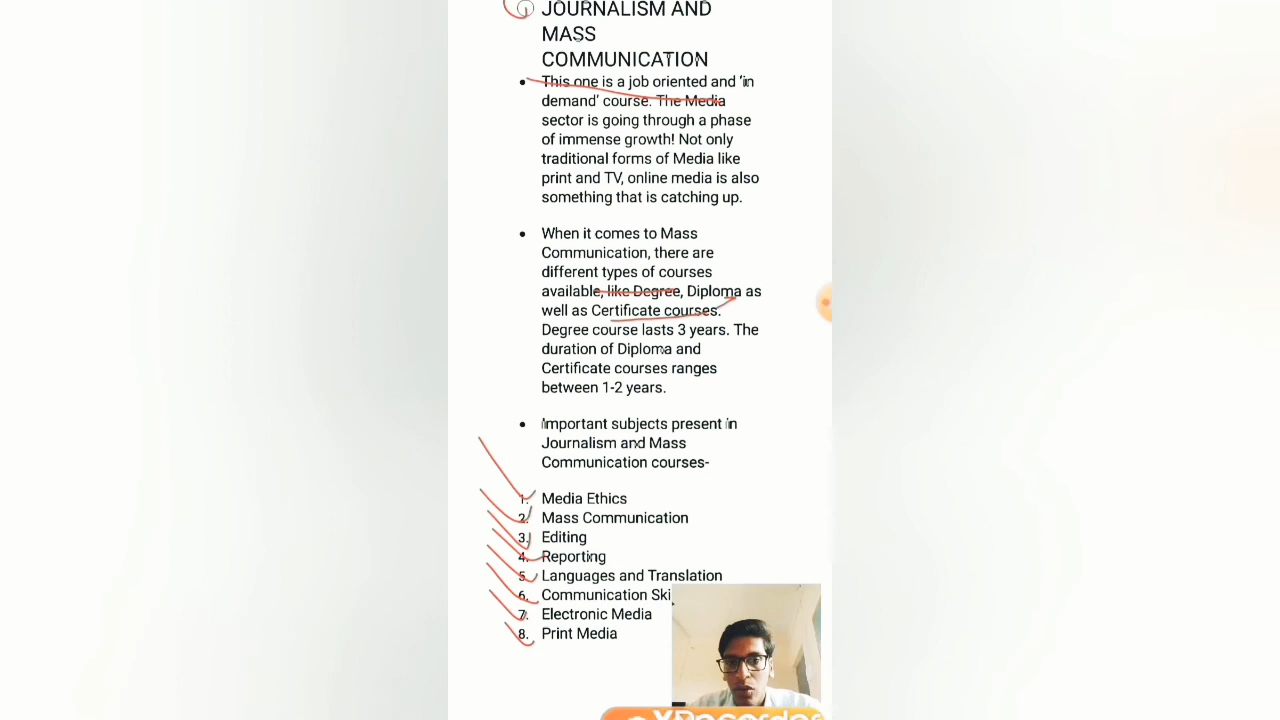 JOURNALISM AND
MASS
COMMUNICATION
• This one is a job oriented and ‘in
demand’ course. The Media
sector is going through a phase
of immense growth! Not only
traditional forms of Media like
print and TV, online media is also
something that is catching up.
• When it comes to Mass
Communication, there are
different types of courses
available, like Degree, Diploma as
well as Certificate courses.
Degree course lasts 3 years. The
duration of Diploma and
Certificate courses ranges
between 1-2 years.
• Important subjects present in
Journalism and Mass
Communication courses-
1. Media Ethics
2. Mass Communication
3. Editing
4. Reporting
5. Languages and Translation
6. Communication Ski
7. Electronic Media
8. Print Media